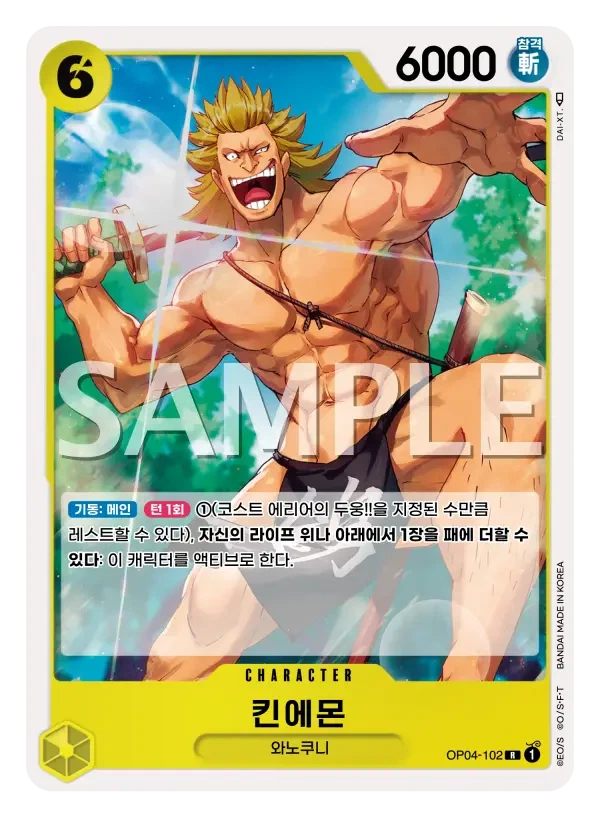 6
6000
참격
斬
DAI-XT.
SAMPLE
기동: 메인 턴 1회 ①(코스트 에리어의 두웅!!을 지정된 수만큼
레스트할 수 있다), 자신의 라이프 위나 아래에서 1장을 패에 더할 수
있다: 이 캐릭터를 액티브로 한다.
CHARACTER
킨에몬
와노쿠니
OP04-102 R 1
©EO/S ©O/S·F·T BANDAI MADE IN KOREA